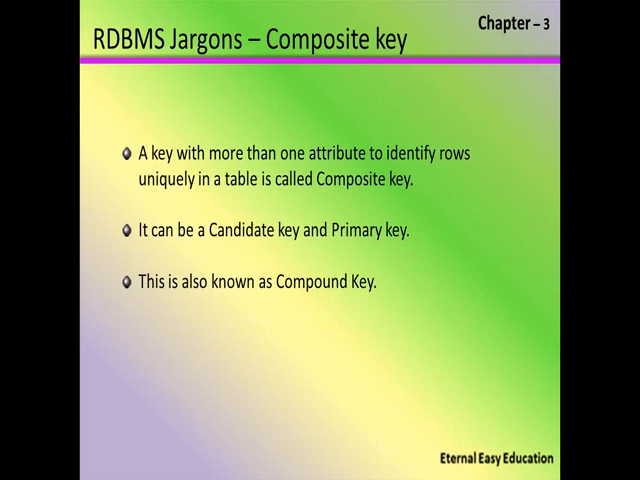 Chapter – 3
RDBMS Jargons – Composite key
A key with more than one attribute to identify rows
uniquely in a table is called Composite key.
It can be a Candidate key and Primary key.
This is also known as Compound Key.
Eternal Easy Education